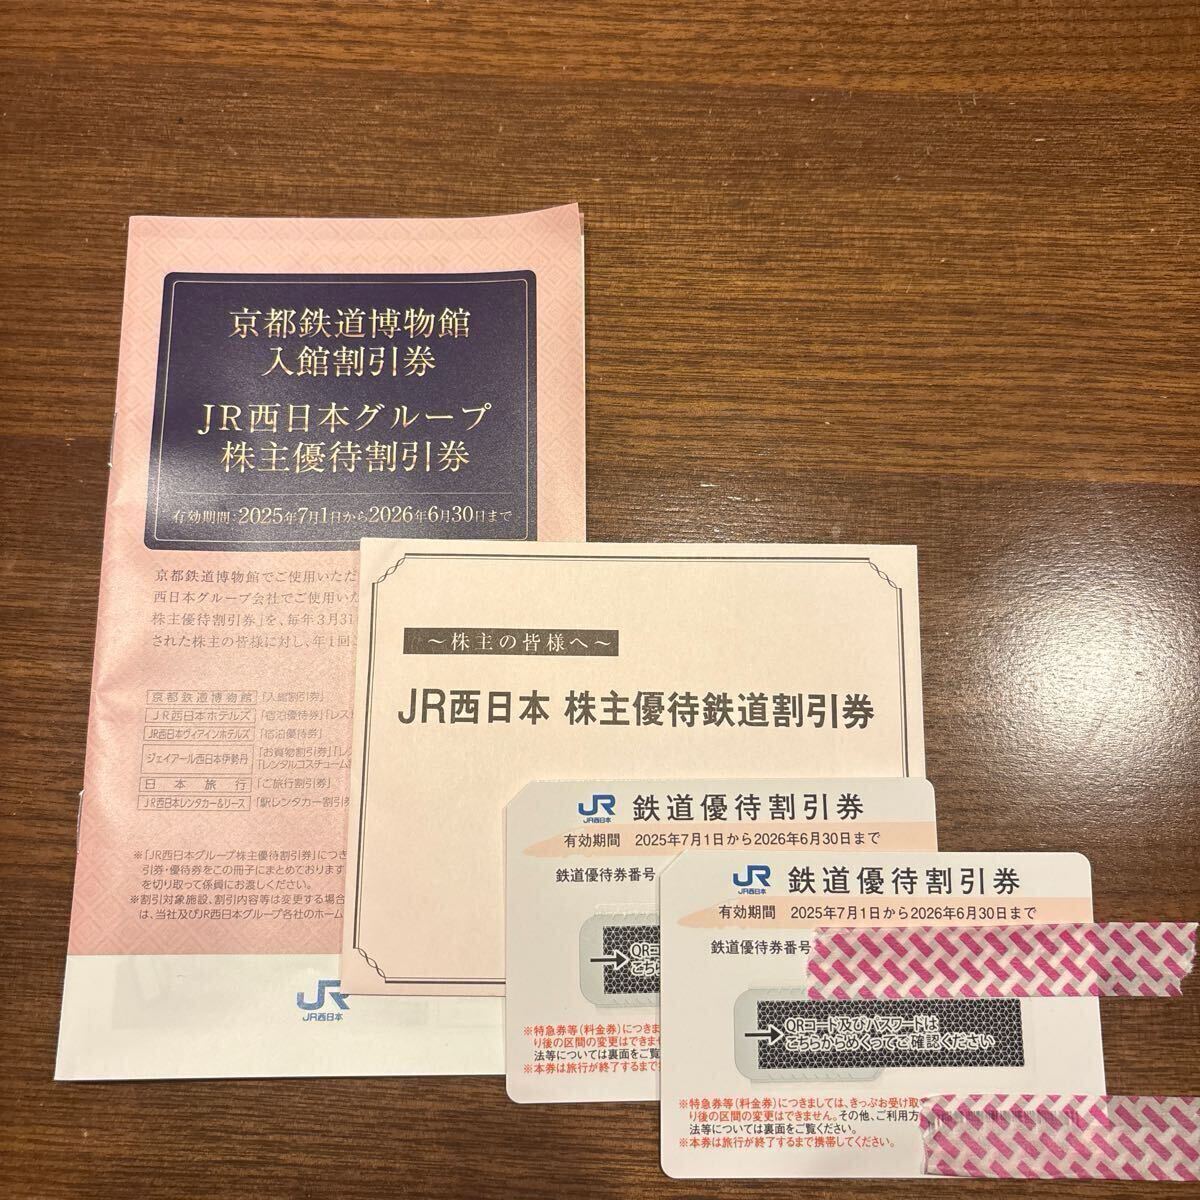 京都鉄道博物館
入館割引券
JR西日本グループ
株主優待割引券
有効期間:2025年7月1日から2026年6月30日まで
京都鉄道博物館でご使用いただ
西日本グループ会社でご使用いた
株主優待割引券」を、毎年3月31
された株主の皆様に対し、年1回
京都鉄道博物館 「入館割引券」
JR西日本ホテルズ 「宿泊優待券」「レス
JR西日本ヴィアインホテルズ 「宿泊優待券」
ジェイアール西日本伊勢丹 「お買物割引券」「レ
「レンタルコスチューム
日本旅行 「ご旅行割引券」
JR西日本レンタカー&リース 「駅レンタカー割引券
※「JR西日本グループ株主優待割引券」につき
引券・優待券をこの冊子にまとめております
を切り取って係員にお渡しください。
※割引対象施設、割引内容等は変更する場合
は、当社及びJR西日本グループ各社のホーム
JR
JR西日本
～株主の皆様へ～
JR西日本 株主優待鉄道割引券
JR
JR西日本
鉄道優待割引券
有効期間 2025年7月1日から2026年6月30日まで
鉄道優待券番号
QRコ
こちら
※特急券等(料金券)につきま
り後の区間の変更はできませ
法等については裏面をご覧
※本券は旅行が終了するまで
JR
JR西日本
鉄道優待割引券
有効期間 2025年7月1日から2026年6月30日まで
鉄道優待券番号
QRコード及びパスワードは
こちらからめくってご確認ください
※特急券等(料金券)につきましては、きっぷお受け取
り後の区間の変更はできません。その他、ご利用方
法等については裏面をご覧ください。
※本券は旅行が終了するまで携帯してください。